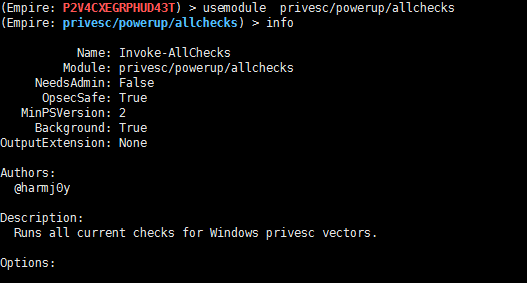 (Empire: P2V4CXEGRPHUD43T) > usemodule  privesc/powerup/allchecks
(Empire: privesc/powerup/allchecks) > info
Name: Invoke-AllChecks
Module: privesc/powerup/allchecks
NeedsAdmin: False
OpsecSafe: True
MinPSVersion: 2
Background: True
OutputExtension: None
Authors:
@harmj0y
Description:
Runs all current checks for Windows privesc vectors.
Options: